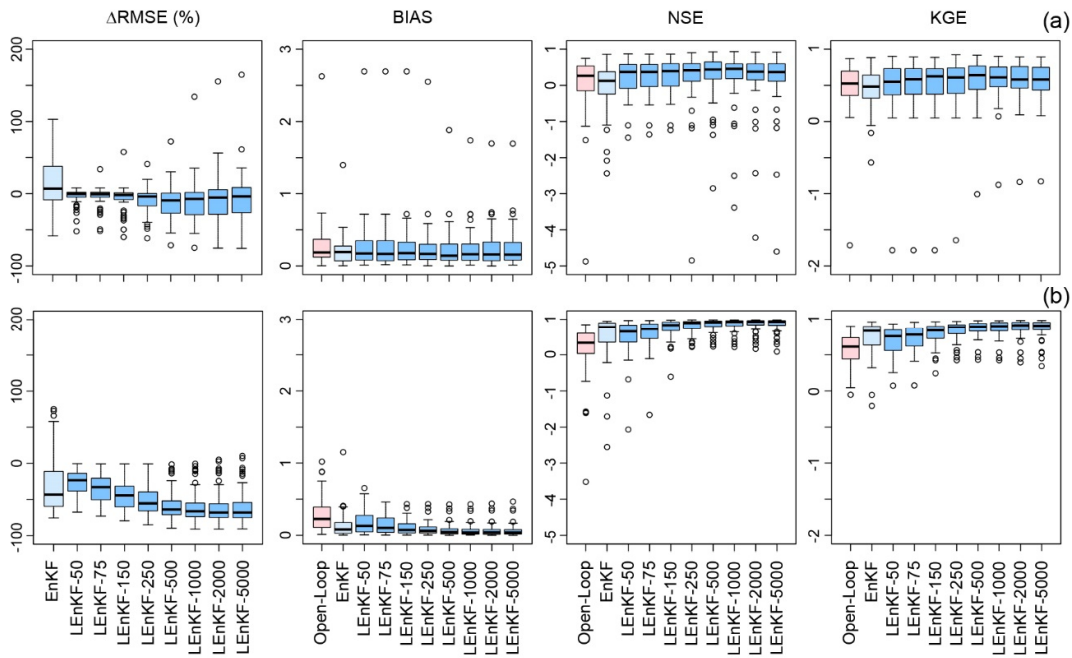 ΔRMSE (%)
BIAS
NSE
KGE
(a)
200
100
0
-100
3
2
1
0
1
0
-1
-2
-3
-4
-5
1
0
1
-2
(b)
200
100
0
-100
3
2
1
0
1
0
-1
-2
-3
-4
-5
1
0
1
-2
EnKF
LEnKF-50
LEnKF-75
LEnKF-150
LEnKF-250
LEnKF-500
LEnKF-1000
LEnKF-2000
LEnKF-5000
Open-Loop
EnKF
LEnKF-50
LEnKF-75
LEnKF-150
LEnKF-250
LEnKF-500
LEnKF-1000
LEnKF-2000
LEnKF-5000
Open-Loop
EnKF
LEnKF-50
LEnKF-75
LEnKF-150
LEnKF-250
LEnKF-500
LEnKF-1000
LEnKF-2000
LEnKF-5000
Open-Loop
EnKF
LEnKF-50
LEnKF-75
LEnKF-150
LEnKF-250
LEnKF-500
LEnKF-1000
LEnKF-2000
LEnKF-5000